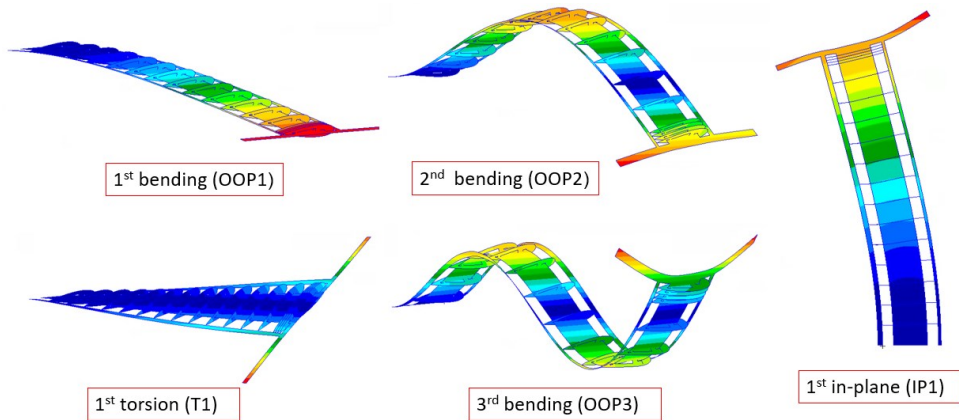 1st bending (OOP1)
2nd bending (OOP2)
1st torsion (T1)
3rd bending (OOP3)
1st in-plane (IP1)